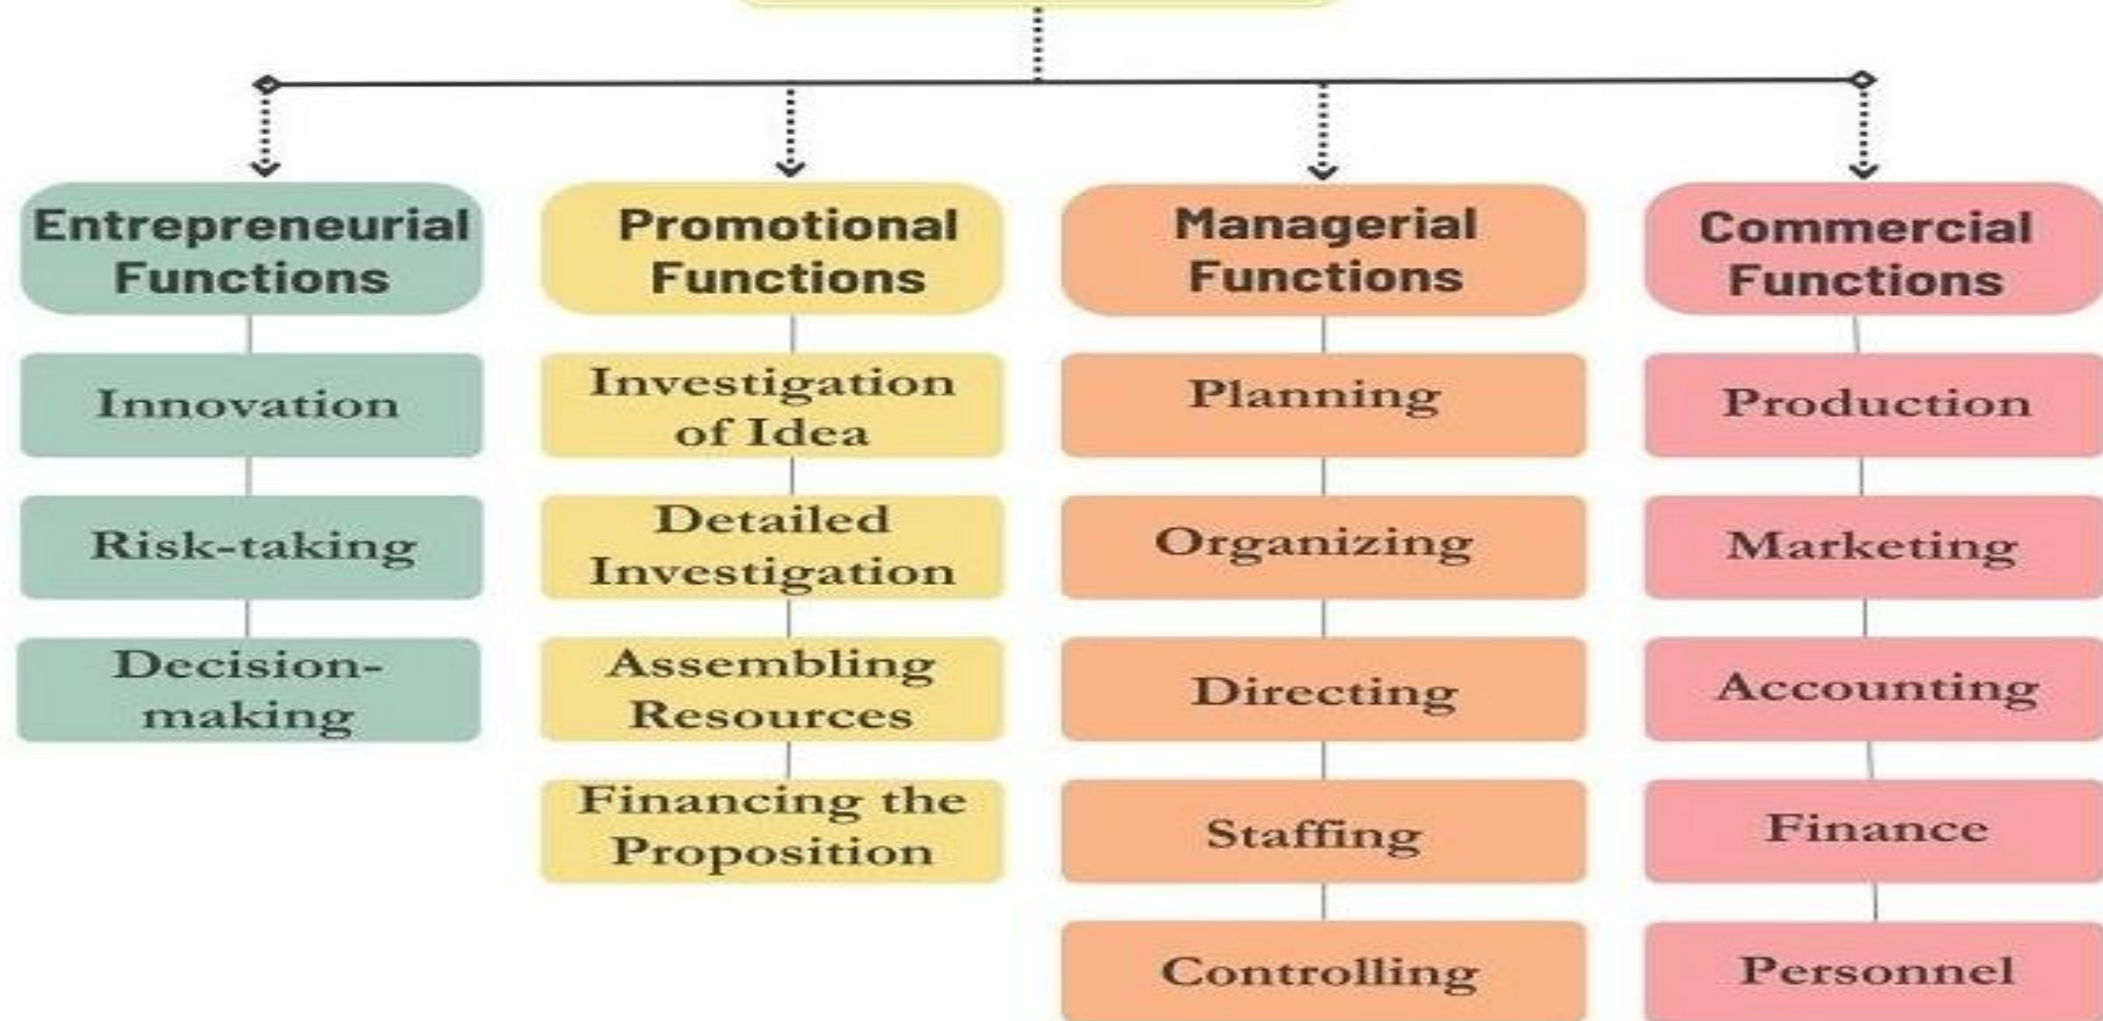 Entrepreneurial
Functions
Innovation
Risk-taking
Decision-
making
Promotional
Functions
Investigation
of Idea
Detailed
Investigation
Assembling
Resources
Financing the
Proposition
Managerial
Functions
Planning
Organizing
Directing
Staffing
Controlling
Commercial
Functions
Production
Marketing
Accounting
Finance
Personnel